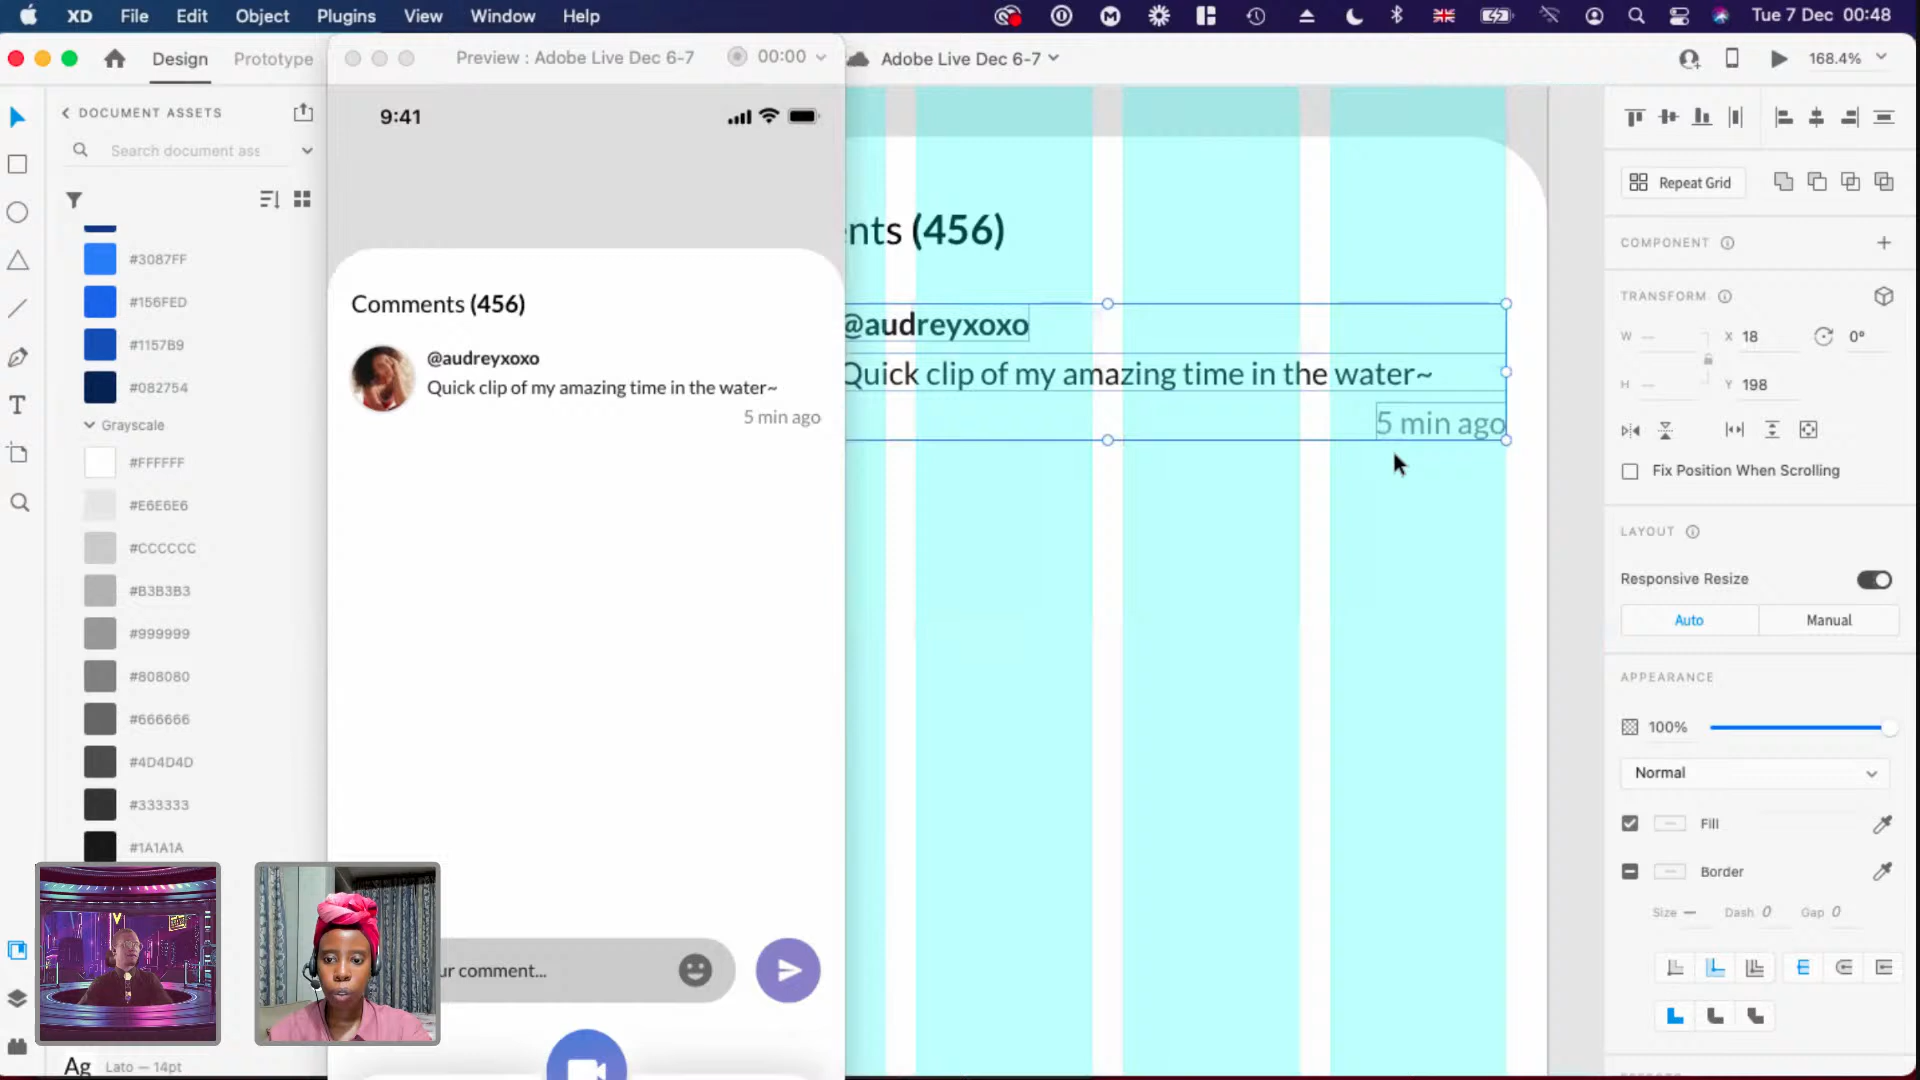 XD File Edit Object Plugins View Window Help
Tue 7 Dec 00:48
Design Prototype
Preview : Adobe Live Dec 6-7
00:00
Adobe Live Dec 6-7
168.4%
DOCUMENT ASSETS
Search document ass
#3087FF
#156FED
#1157B9
#082754
Grayscale
#FFFFFF
#E6E6E6
#CCCCCC
#B3B3B3
#999999
#808080
#666666
#4D4D4D
#333333
#1A1A1A
Ag Lato — 14pt
9:41
Comments (456)
@audreyxoxo
Quick clip of my amazing time in the water~
5 min ago
ur comment...
nts (456)
@audreyxoxo
Quick clip of my amazing time in the water~
5 min ago
Repeat Grid
COMPONENT
TRANSFORM
W — X 18 0°
H — Y 198
Fix Position When Scrolling
LAYOUT
Responsive Resize
Auto Manual
APPEARANCE
100%
Normal
Fill
Border
Size — Dash 0 Gap 0